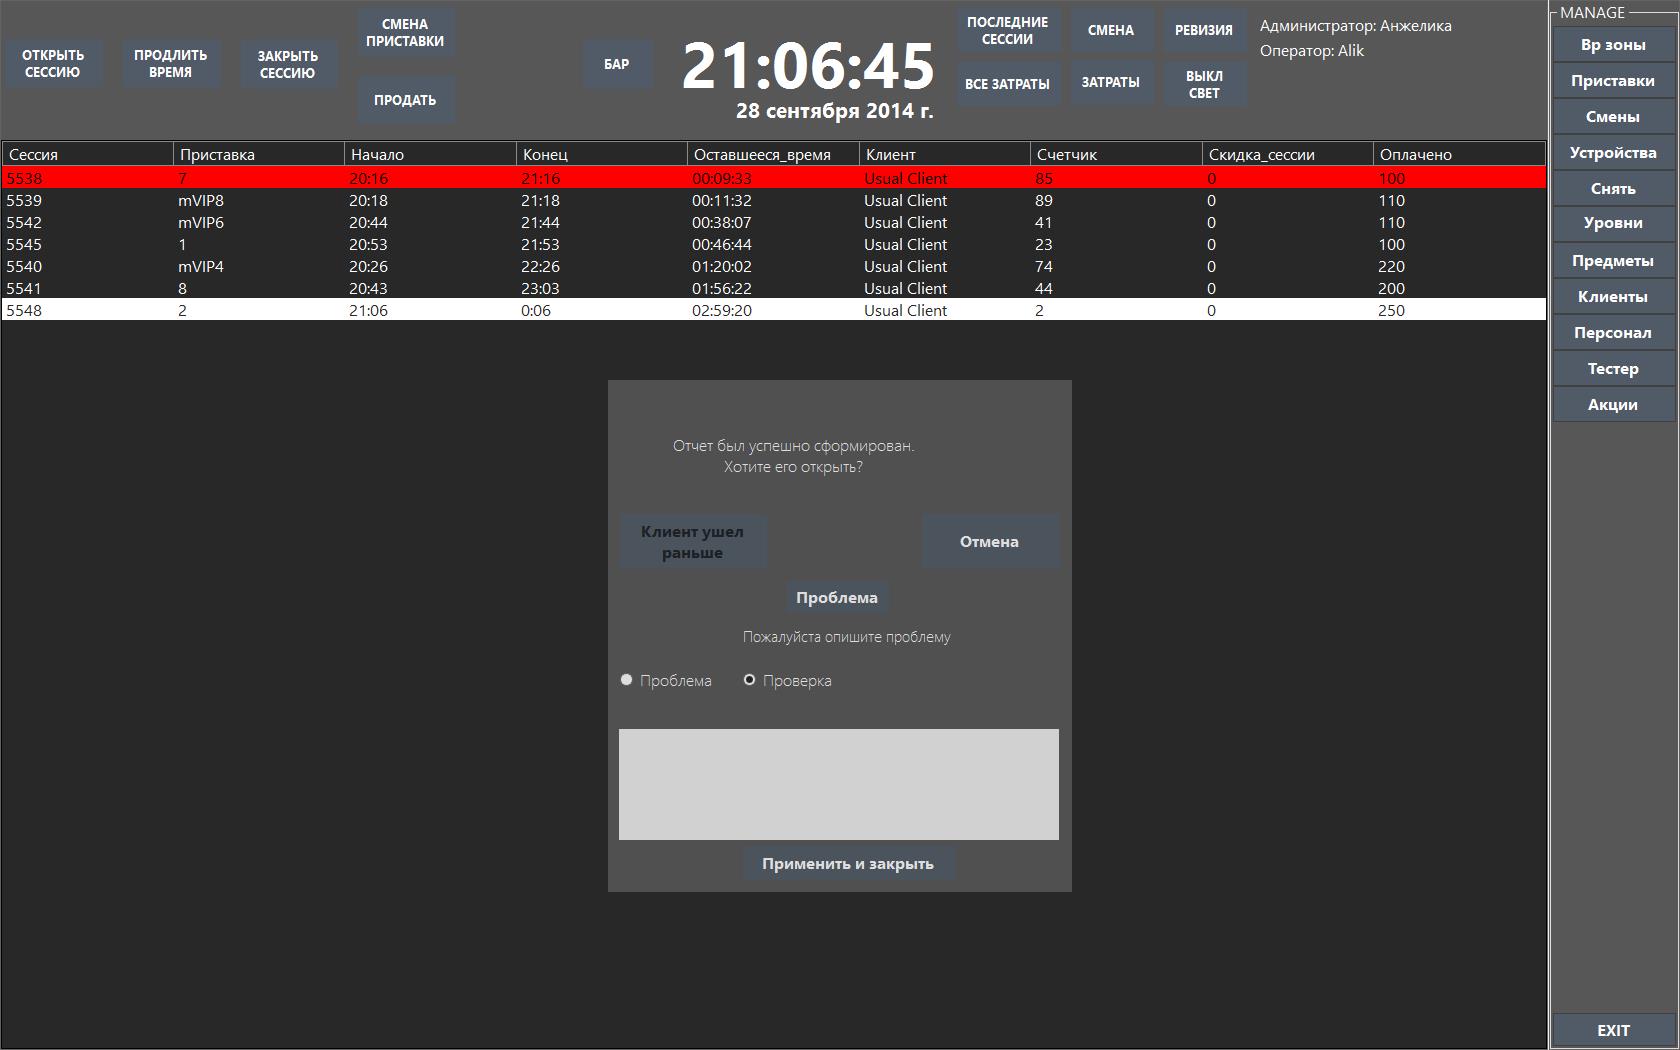 ОТКРЫТЬ
СЕССИЮ
ПРОДЛИТЬ
ВРЕМЯ
ЗАКРЫТЬ
СЕССИЮ
СМЕНА
ПРИСТАВКИ
ПРОДАТЬ
БАР
21:06:45
28 сентября 2014 г.
ПОСЛЕДНИЕ
СЕССИИ
СМЕНА
РЕВИЗИЯ
ВСЕ ЗАТРАТЫ
ЗАТРАТЫ
ВЫКЛ
СВЕТ
Администратор: Анжелика
Оператор: Alik
Сессия Приставка Начало Конец Оставшееся_время Клиент Счетчик Скидка_сессии Оплачено
5538 7 20:16 21:16 00:09:33 Usual Client 85 0 100
5539 mVIP8 20:18 21:18 00:11:32 Usual Client 89 0 110
5542 mVIP6 20:44 21:44 00:38:07 Usual Client 41 0 110
5545 1 20:53 21:53 00:46:44 Usual Client 23 0 100
5540 mVIP4 20:26 22:26 01:20:02 Usual Client 74 0 220
5541 8 20:43 23:03 01:56:22 Usual Client 44 0 200
5548 2 21:06 0:06 02:59:20 Usual Client 2 0 250
Отчет был успешно сформирован.
Хотите его открыть?
Клиент ушел
раньше
Отмена
Проблема
Пожалуйста опишите проблему
Проблема Проверка
Применить и закрыть
MANAGE
Вр зоны
Приставки
Смены
Устройства
Снять
Уровни
Предметы
Клиенты
Персонал
Тестер
Акции
EXIT